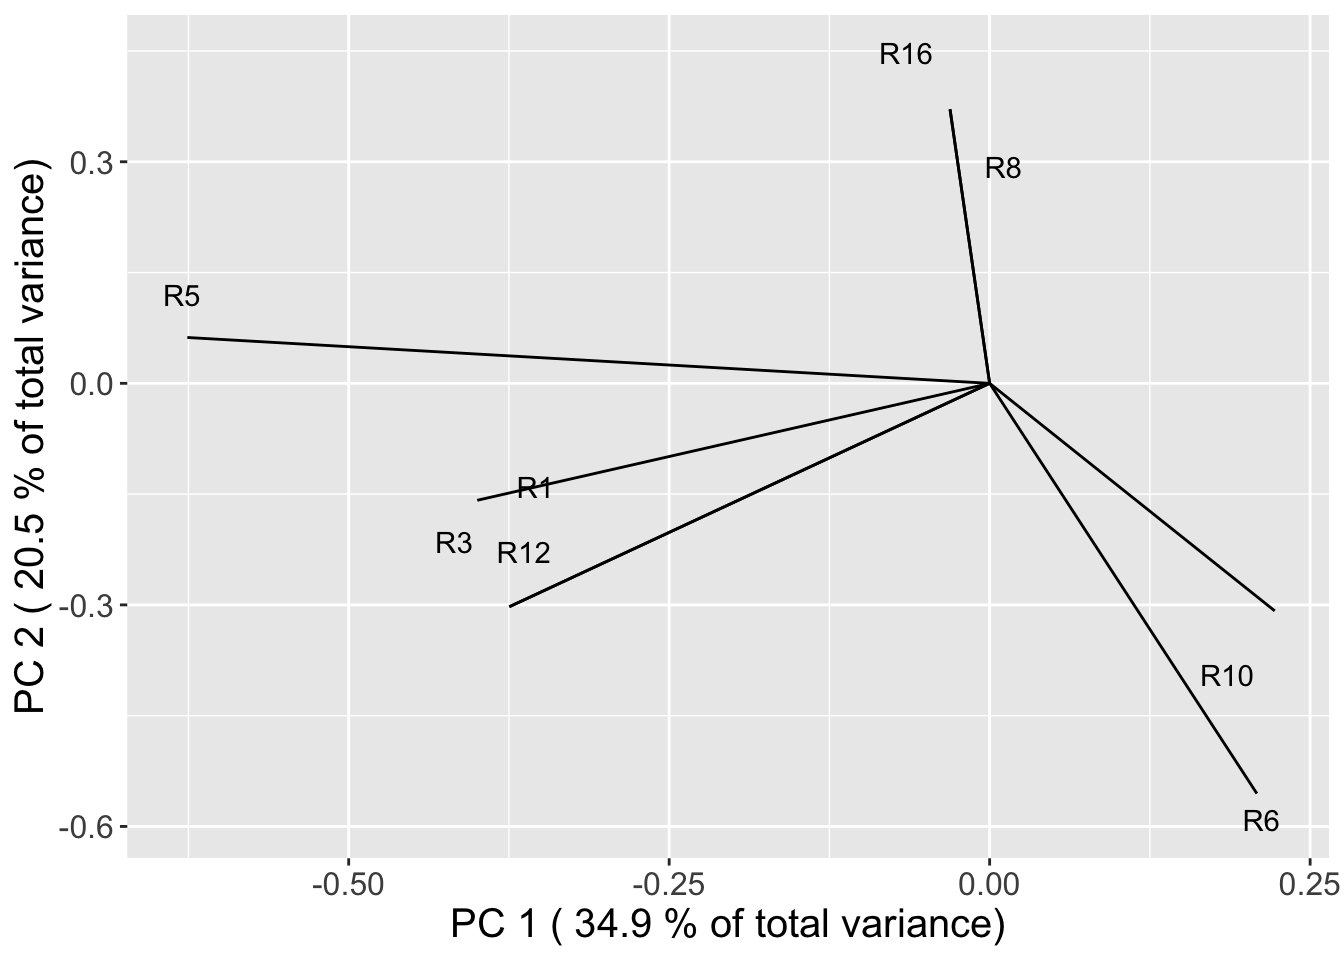 R16
0.3
R8
R5
0.0
R1
R3
R12
-0.3
R10
-0.6
R6
-0.50
-0.25
0.00
0.25
PC 1 ( 34.9 % of total variance)
PC 2 ( 20.5 % of total variance)